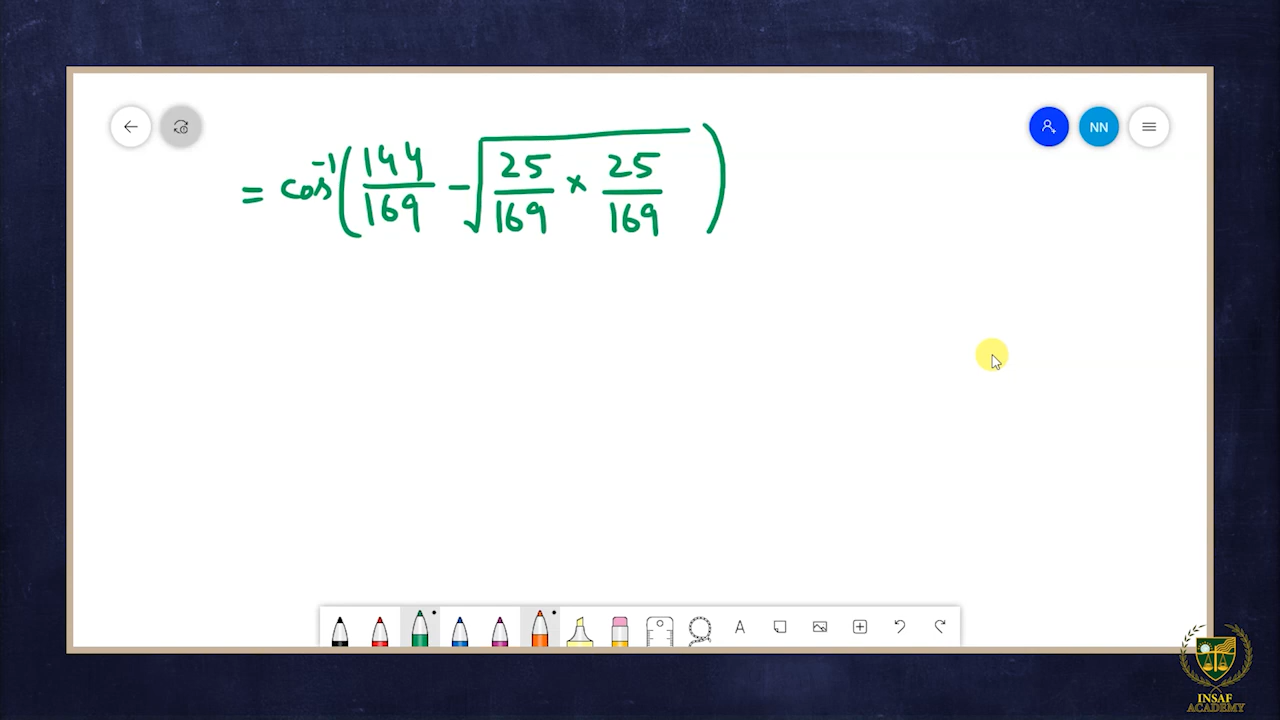 NN
= cos⁻¹(144/169 − √(25/169 × 25/169))
A
INSAF
ACADEMY